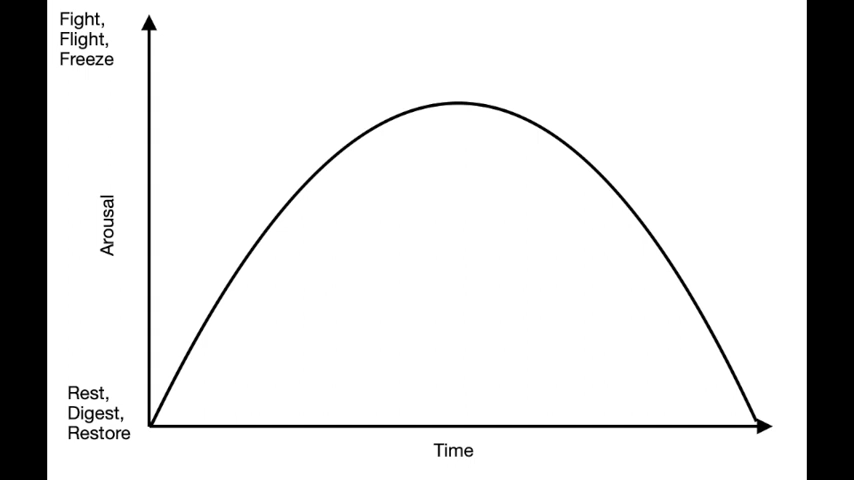 Fight,
Flight,
Freeze
Arousal
Rest,
Digest,
Restore
Time